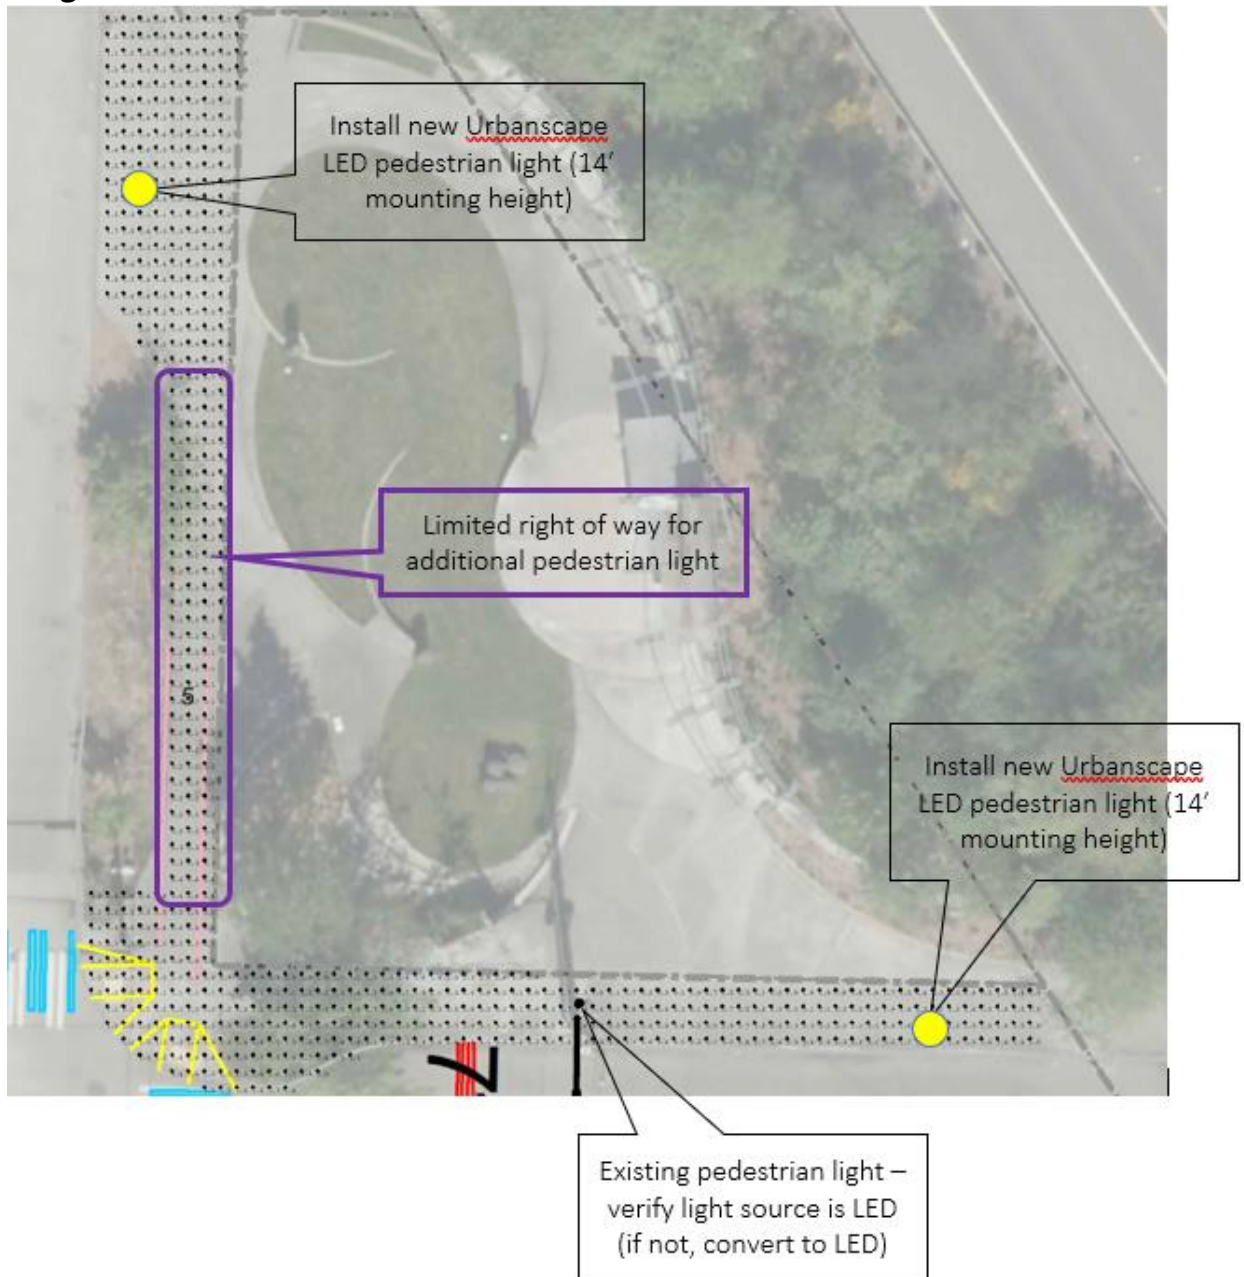 Install new Urbanscape
LED pedestrian light (14’
mounting height)
Limited right of way for
additional pedestrian light
Install new Urbanscape
LED pedestrian light (14’
mounting height)
Existing pedestrian light –
verify light source is LED
(if not, convert to LED)